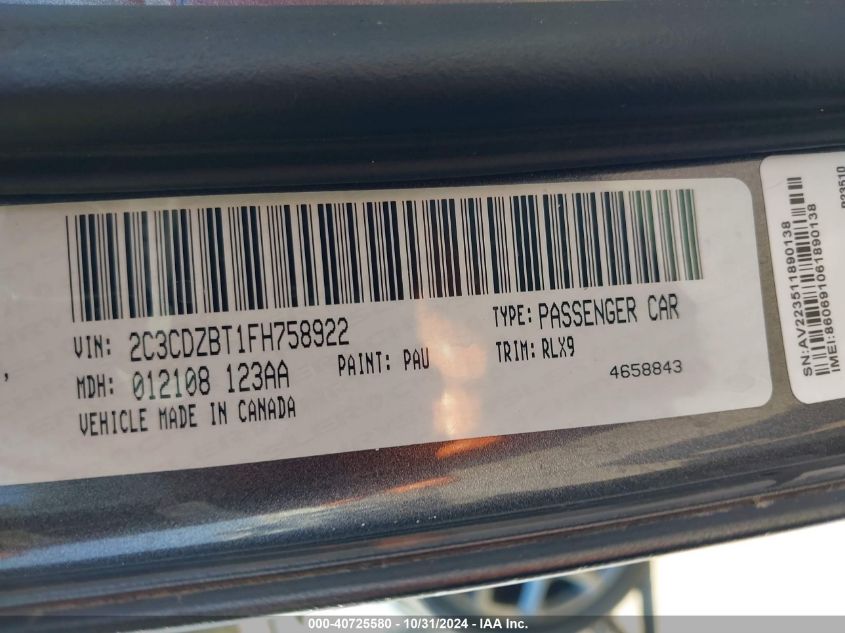 VIN: 2C3CDZBT1FH758922
TYPE: PASSENGER CAR
MDH: 012108 123AA
PAINT: PAU
TRIM: RLX9
VEHICLE MADE IN CANADA
4658843
SN:AV223511890138
IMEI:860691061890138
000-40725580 - 10/31/2024 - IAA Inc.